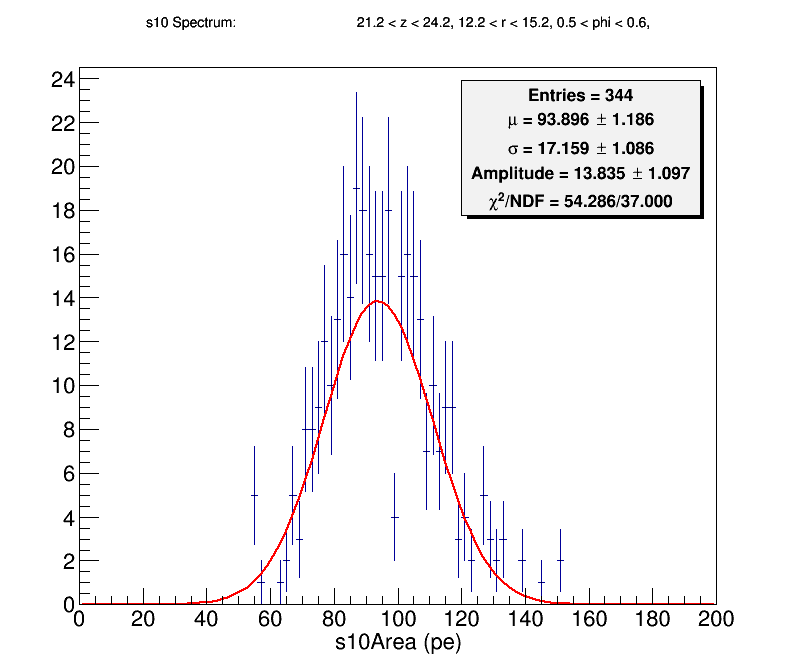 s10 Spectrum: 21.2 < z < 24.2, 12.2 < r < 15.2, 0.5 < phi < 0.6,
Entries = 344
μ = 93.896 ± 1.186
σ = 17.159 ± 1.086
Amplitude = 13.835 ± 1.097
χ²/NDF = 54.286/37.000
24
22
20
18
16
14
12
10
8
6
4
2
0
0 20 40 60 80 100 120 140 160 180 200
s10Area (pe)